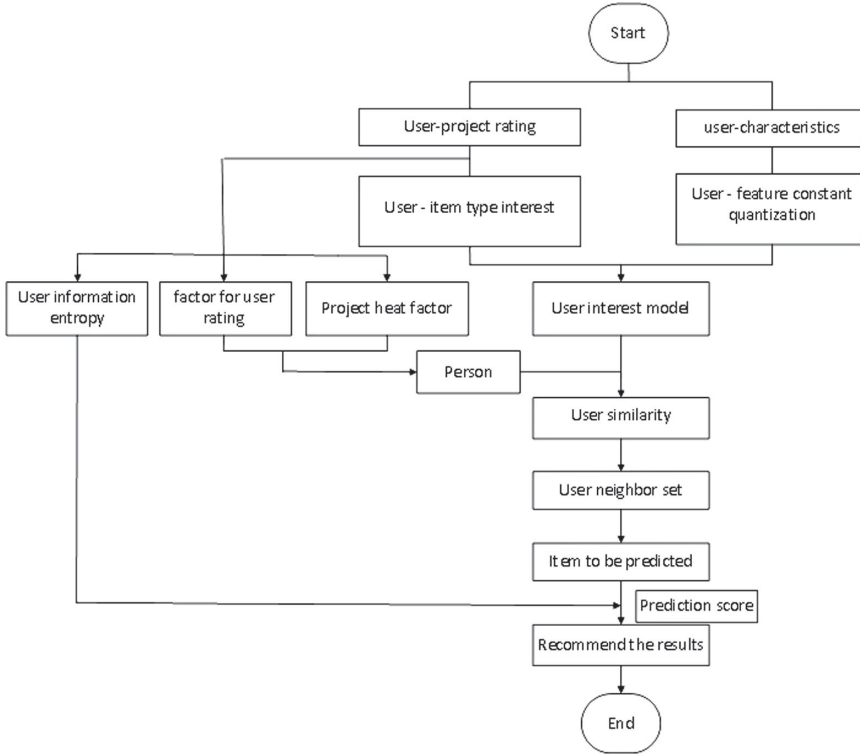 Start
User-project rating
user-characteristics
User - item type interest
User - feature constant
quantization
User information
entropy
factor for user
rating
Project heat factor
User interest model
Person
User similarity
User neighbor set
Item to be predicted
Prediction score
Recommend the results
End